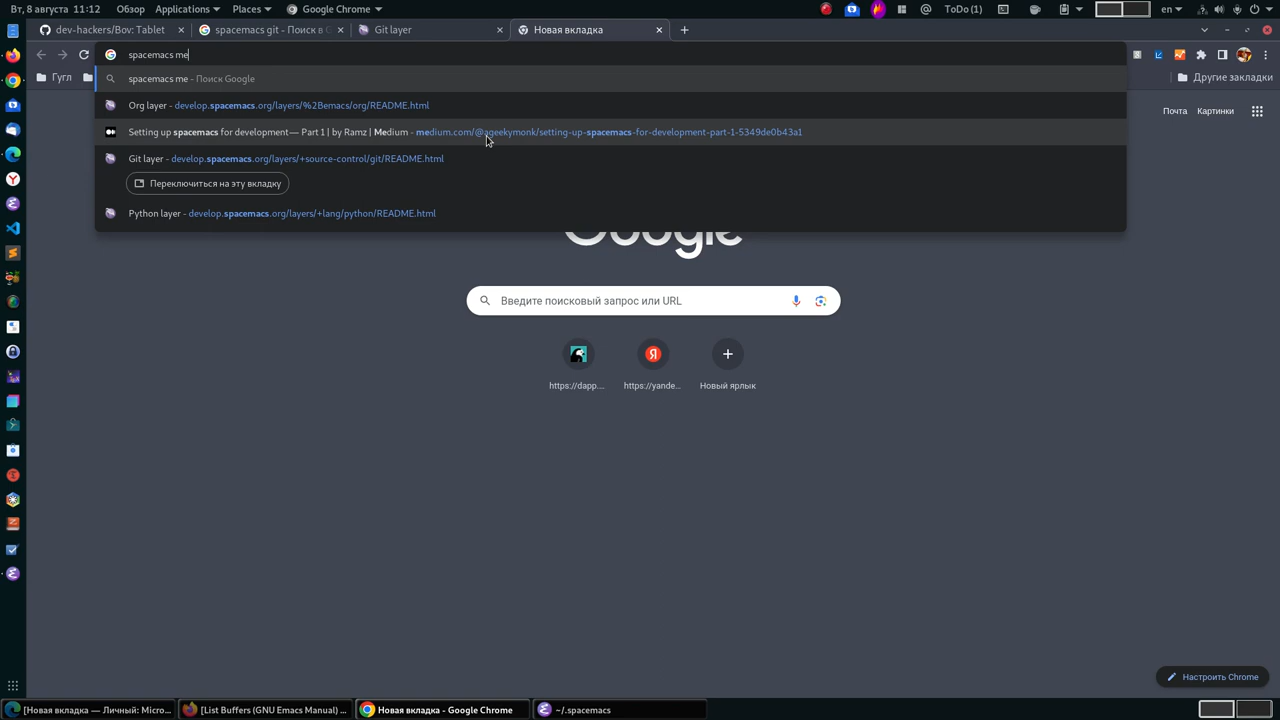 Вт, 8 августа 11:12
Обзор
Applications
Places
Google Chrome
ToDo(1)
en
dev-hackers/Bov: Tablet
spacemacs git - Поиск в G
Git layer
Новая вкладка
spacemacs me
spacemacs me - Поиск Google
Гугл
Другие закладки
Org layer - develop.spacemacs.org/layers/%2Bemacs/org/README.html
Почта
Картинки
Setting up spacemacs for development— Part 1 | by Ramz | Medium - medium.com/@ageekymonk/setting-up-spacemacs-for-development-part-1-5349de0b43a1
Git layer - develop.spacemacs.org/layers/+source-control/git/README.html
Переключиться на эту вкладку
Python layer - develop.spacemacs.org/layers/+lang/python/README.html
Google
Введите поисковый запрос или URL
https://dapp....
https://yande...
Новый ярлык
Настроить Chrome
[Новая вкладка — Личный: Micro...
[List Buffers (GNU Emacs Manual) ...
Новая вкладка - Google Chrome
~/.spacemacs